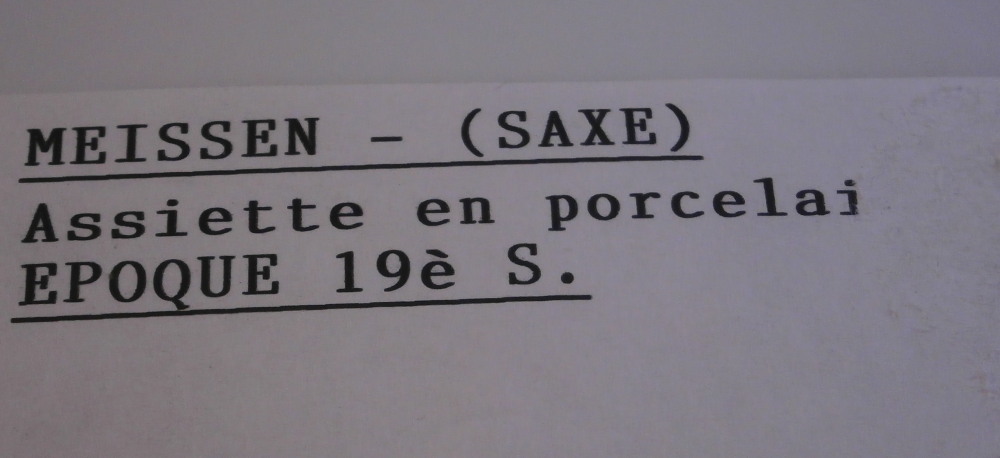 MEISSEN - (SAXE)
Assiette en porcelai
EPOQUE 19è S.